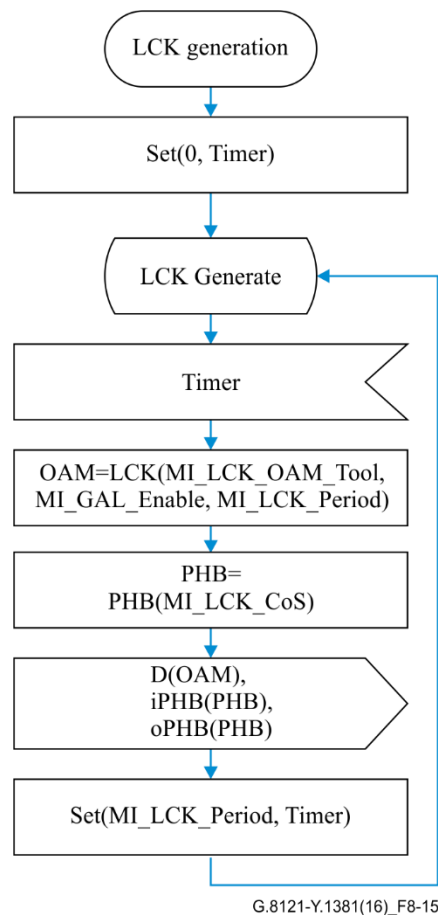 LCK generation
Set(0, Timer)
LCK Generate
Timer
OAM=LCK(MI_LCK_OAM_Tool,
MI_GAL_Enable, MI_LCK_Period)
PHB=
PHB(MI_LCK_CoS)
D(OAM),
iPHB(PHB),
oPHB(PHB)
Set(MI_LCK_Period, Timer)
G.8121-Y.1381(16)_F8-15